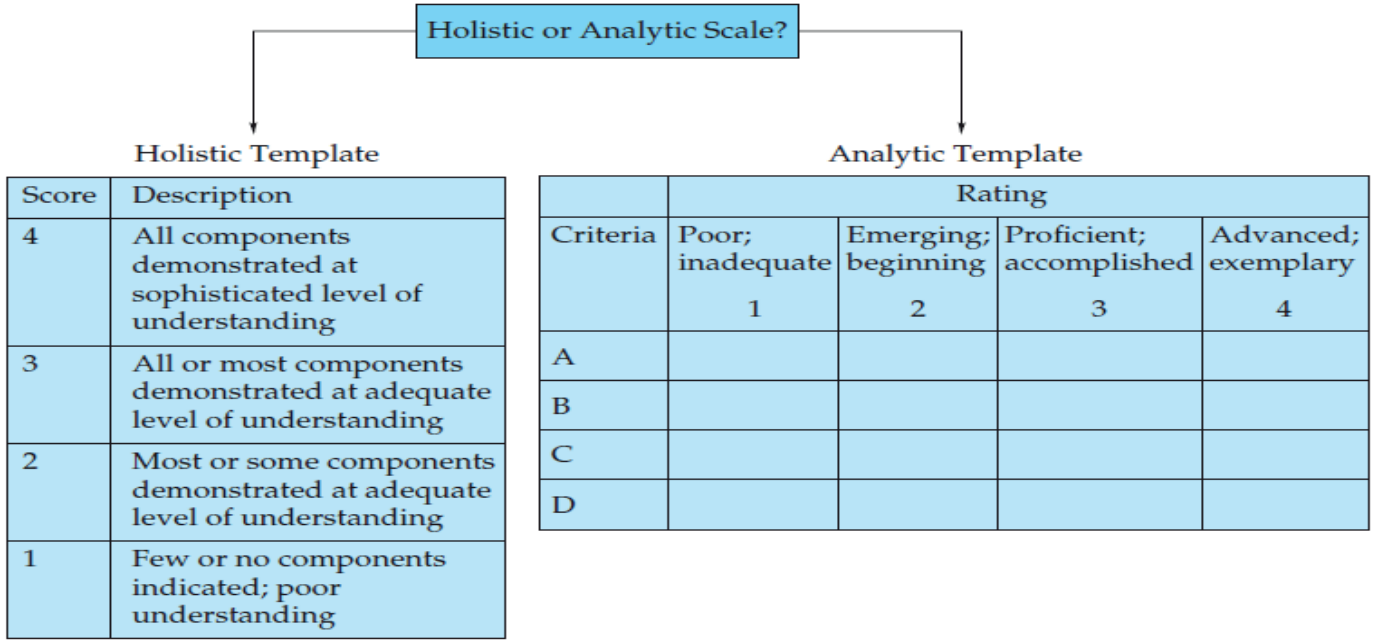 Holistic or Analytic Scale?
Holistic Template
Score Description
4 All components
demonstrated at
sophisticated level of
understanding
3 All or most components
demonstrated at adequate
level of understanding
2 Most or some components
demonstrated at adequate
level of understanding
1 Few or no components
indicated; poor
understanding
Analytic Template
Rating
Criteria Poor; Emerging; Proficient; Advanced;
inadequate beginning accomplished exemplary
1 2 3 4
A
B
C
D